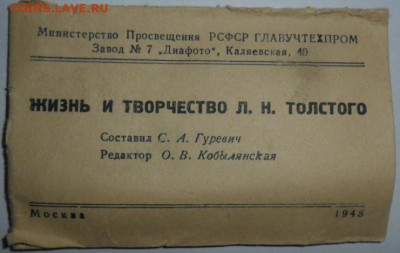 coins.lave.ru
Министерство Просвещения РСФСР ГЛАВУЧТЕХПРОМ
Завод № 7 „Диафото", Каляевская, 40
ЖИЗНЬ И ТВОРЧЕСТВО Л. Н. ТОЛСТОГО
Составил С. А. Гуревич
Редактор О. В. Кобылянская
Москва 1948